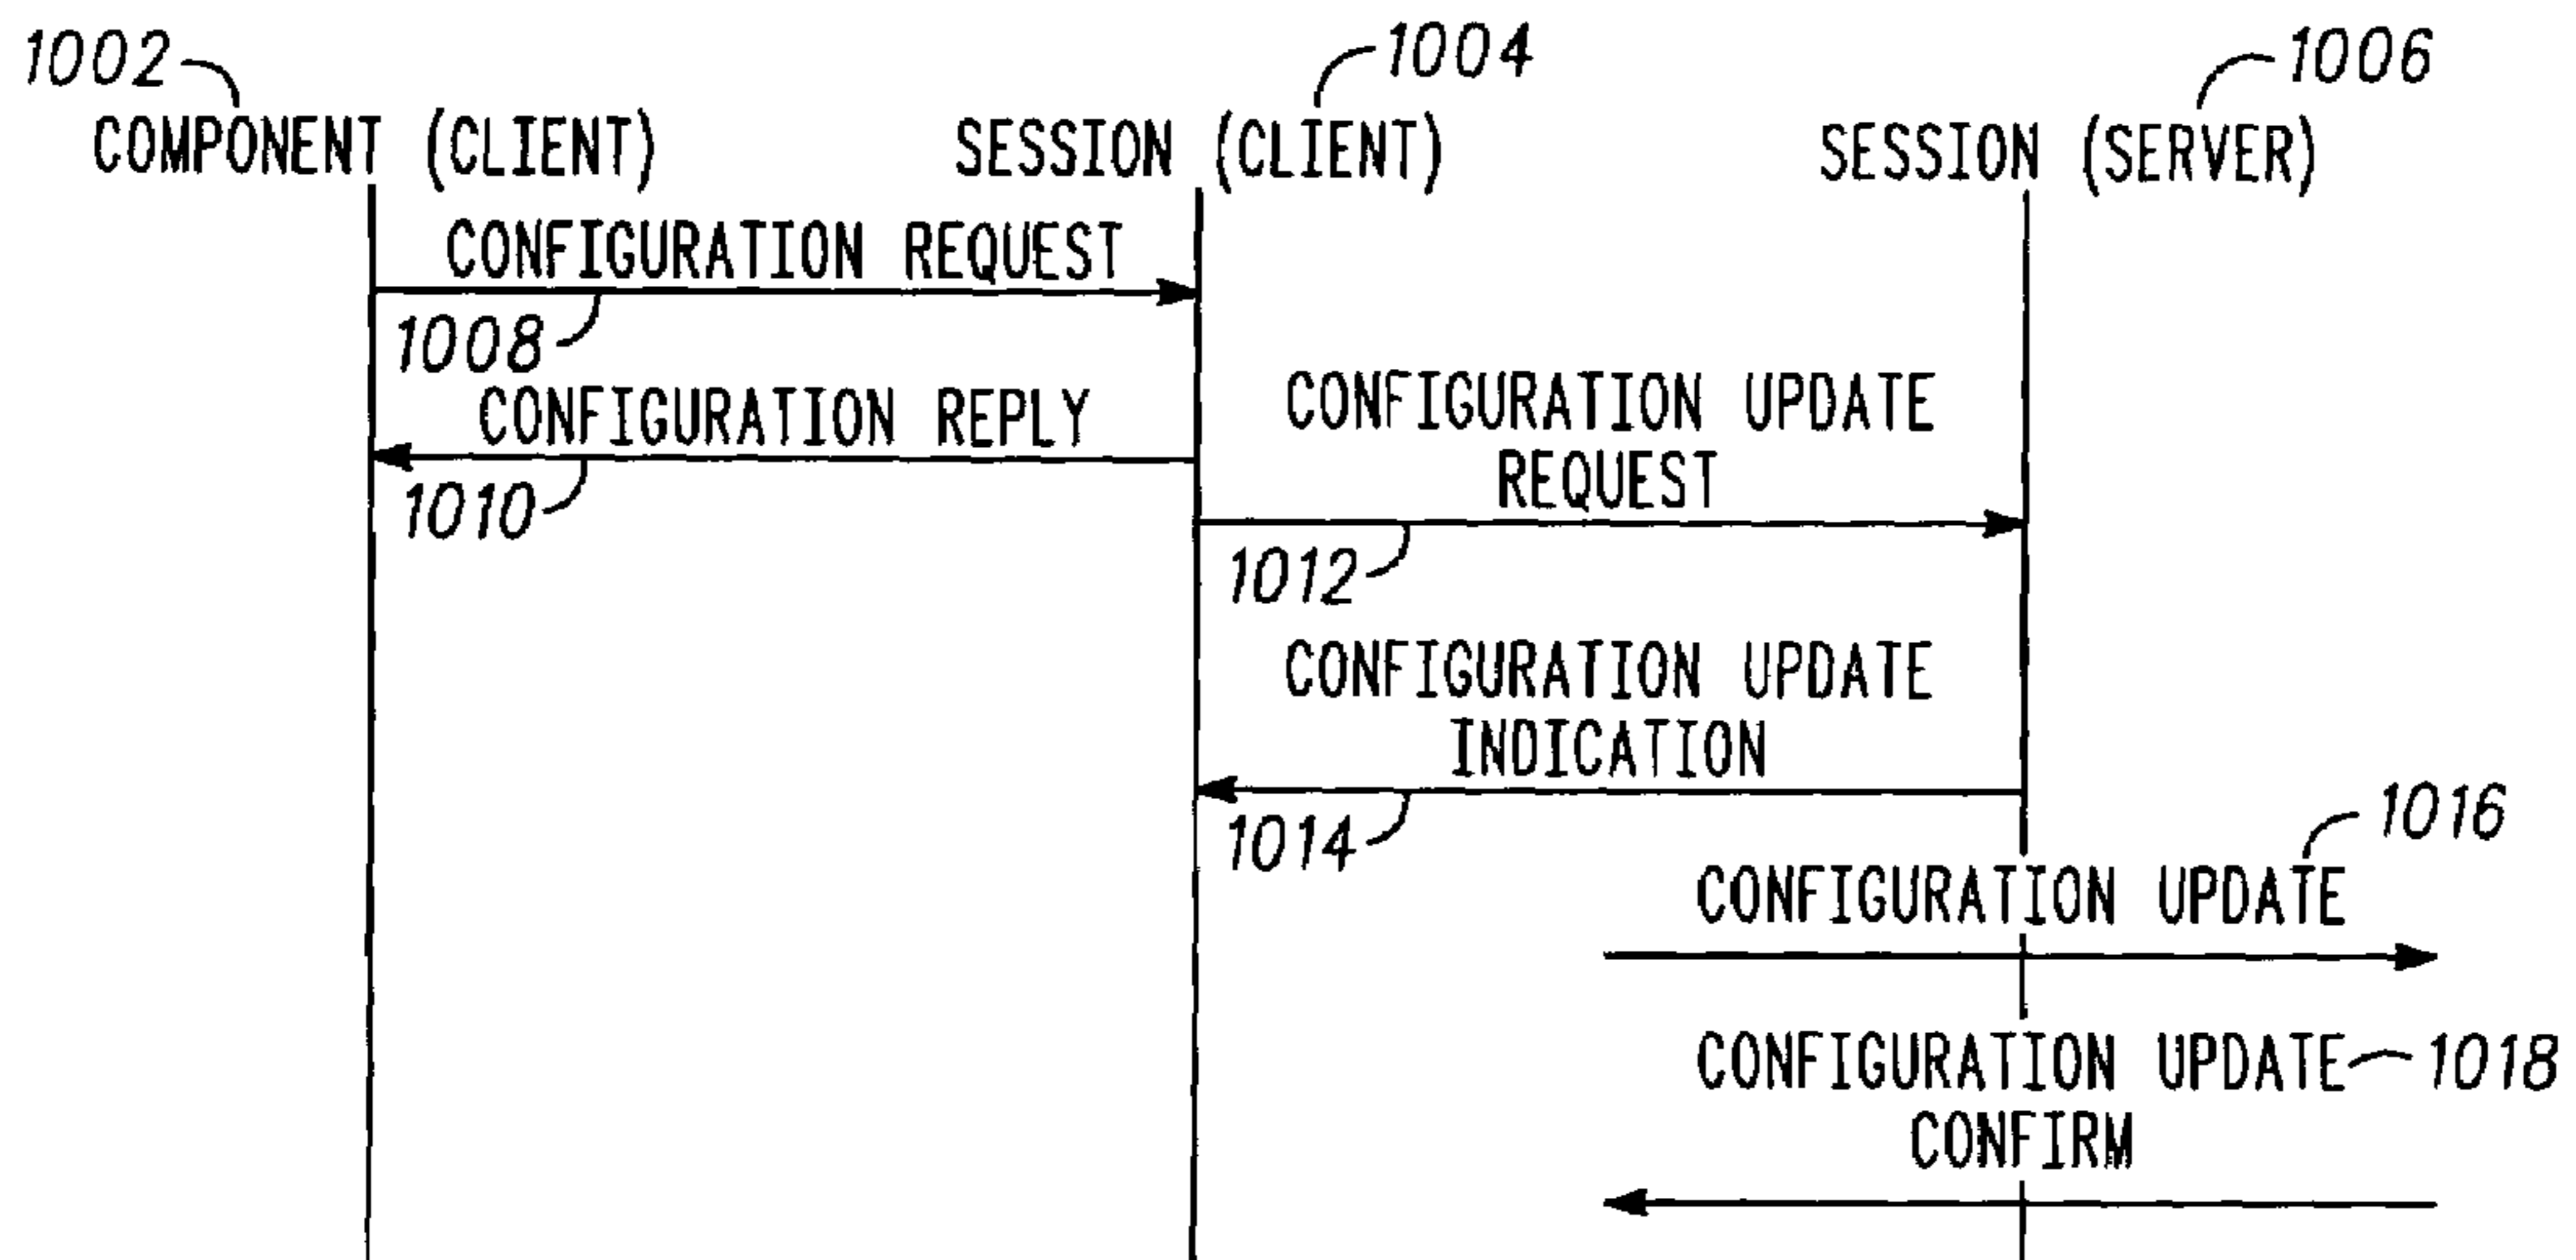 1002
1004
1006
COMPONENT (CLIENT)
SESSION (CLIENT)
SESSION (SERVER)
CONFIGURATION REQUEST
1008
CONFIGURATION REPLY
1010
CONFIGURATION UPDATE
REQUEST
1012
CONFIGURATION UPDATE
INDICATION
1014
1016
CONFIGURATION UPDATE
CONFIGURATION UPDATE 1018
CONFIRM